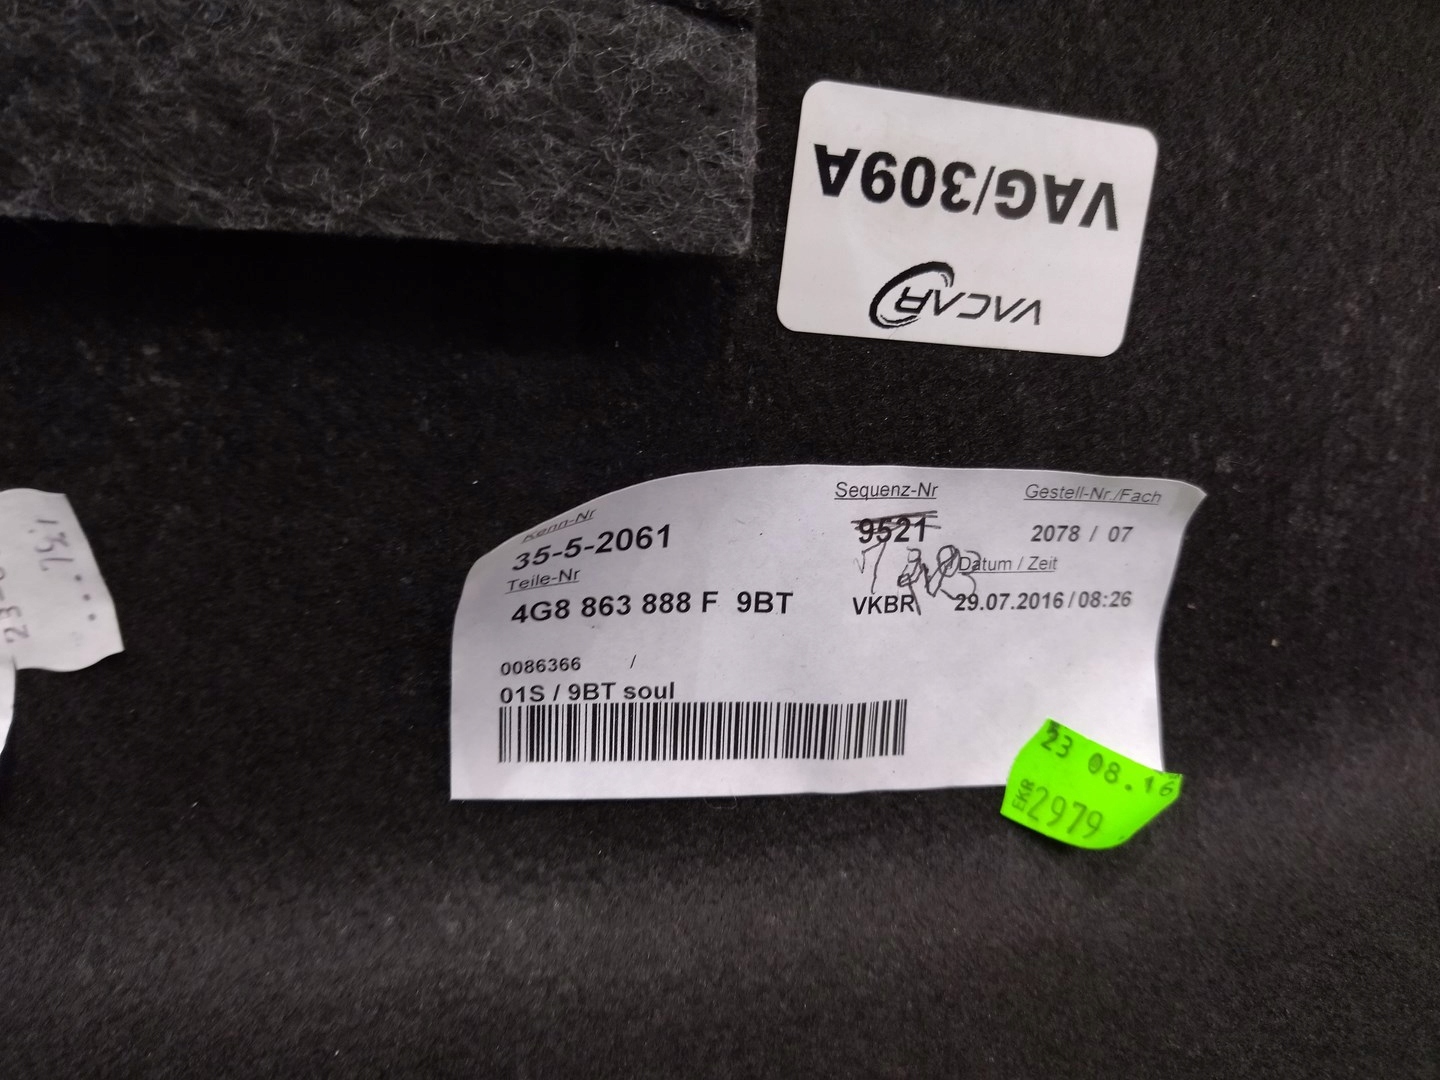 VAG/309A
VACAR
Kenn-Nr
35-5-2061
Sequenz-Nr
9521
Gestell-Nr./Fach
2078 / 07
Teile-Nr
4G8 863 888 F 9BT
VKBR
Datum / Zeit
29.07.2016/08:26
0086366 /
01S / 9BT soul
23 08.16
EKR 2979